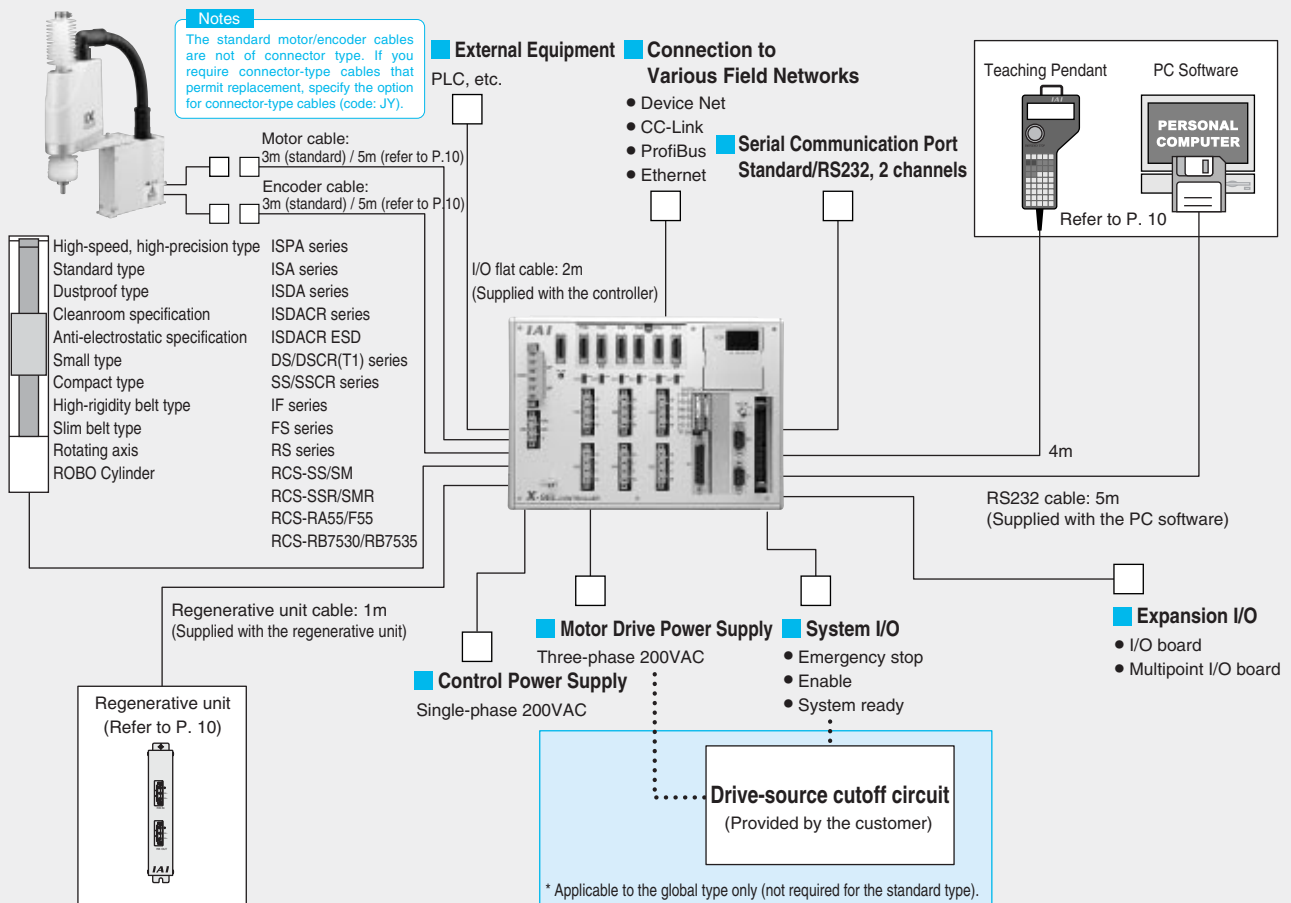 Notes
The standard motor/encoder cables
are not of connector type. If you
require connector-type cables that
permit replacement, specify the option
for connector-type cables (code: JY).
External Equipment
PLC, etc.
Connection to
Various Field Networks
• Device Net
• CC-Link
• ProfiBus
• Ethernet
Serial Communication Port
Standard/RS232, 2 channels
Teaching Pendant
PC Software
IAI
PERSONAL
COMPUTER
Refer to P. 10
Motor cable:
3m (standard) / 5m (refer to P.10)
Encoder cable:
3m (standard) / 5m (refer to P.10)
High-speed, high-precision type ISPA series
Standard type ISA series
Dustproof type ISDA series
Cleanroom specification ISDACR series
Anti-electrostatic specification ISDACR ESD
Small type DS/DSCR(T1) series
Compact type SS/SSCR series
High-rigidity belt type IF series
Slim belt type FS series
Rotating axis RS series
ROBO Cylinder RCS-SS/SM
RCS-SSR/SMR
RCS-RA55/F55
RCS-RB7530/RB7535
I/O flat cable: 2m
(Supplied with the controller)
IAI
X-SEL CONTROLLER
4m
RS232 cable: 5m
(Supplied with the PC software)
Expansion I/O
• I/O board
• Multipoint I/O board
Regenerative unit cable: 1m
(Supplied with the regenerative unit)
Motor Drive Power Supply
Three-phase 200VAC
System I/O
• Emergency stop
• Enable
• System ready
Control Power Supply
Single-phase 200VAC
Regenerative unit
(Refer to P. 10)
IAI
Drive-source cutoff circuit
(Provided by the customer)
* Applicable to the global type only (not required for the standard type).